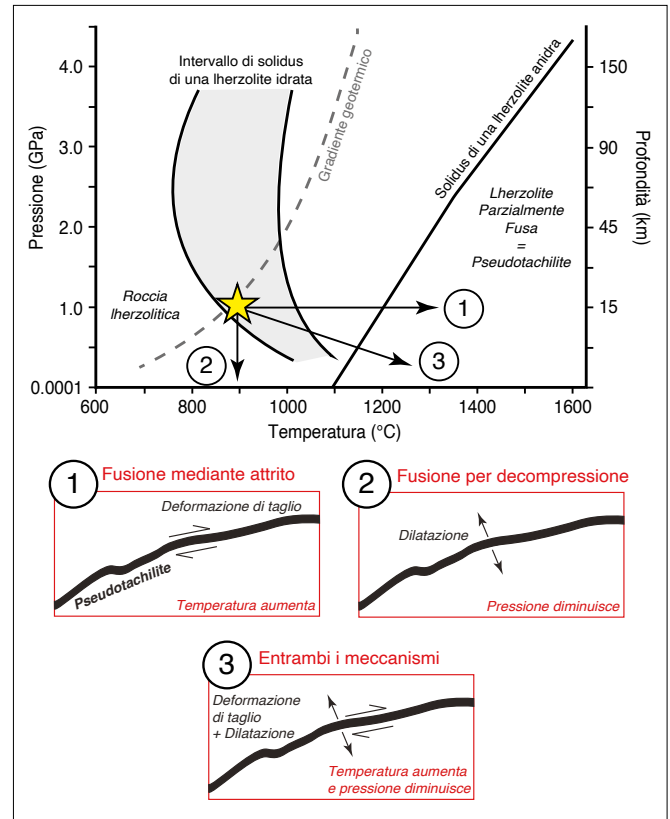 Intervallo di solidus
di una lherzolite idrata
Gradiente geotermico
Solidus di una lherzolite anidra
4.0
3.0
2.0
1.0
0.0001
Pressione (GPa)
150
90
45
15
Profondità (km)
Lherzolite
Parzialmente
Fusa
=
Pseudotachilite
Roccia
lherzolitica
1
2
3
600
800
1000
1200
1400
1600
Temperatura (°C)
1
Fusione mediante attrito
Deformazione di taglio
Pseudotachilite
Temperatura aumenta
2
Fusione per decompressione
Dilatazione
Pressione diminuisce
3
Entrambi i meccanismi
Deformazione
di taglio
+ Dilatazione
Temperatura aumenta
e pressione diminuisce